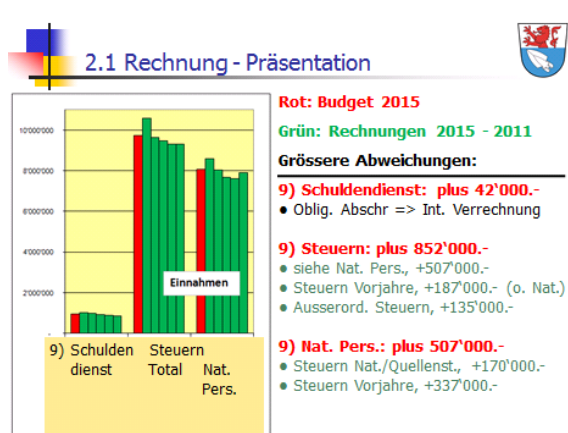 2.1 Rechnung - Präsentation
10'000'000
8'000'000
6'000'000
4'000'000
2'000'000
-
Einnahmen
9) Schulden Steuern
dienst Total Nat.
Pers.
Rot: Budget 2015
Grün: Rechnungen 2015 - 2011
Grössere Abweichungen:
9) Schuldendienst: plus 42‘000.-
● Oblig. Abschr => Int. Verrechnung
9) Steuern: plus 852‘000.-
● siehe Nat. Pers., +507‘000.-
● Steuern Vorjahre, +187‘000.- (o. Nat.)
● Ausserord. Steuern, +135‘000.-
9) Nat. Pers.: plus 507‘000.-
● Steuern Nat./Quellenst., +170‘000.-
● Steuern Vorjahre, +337‘000.-